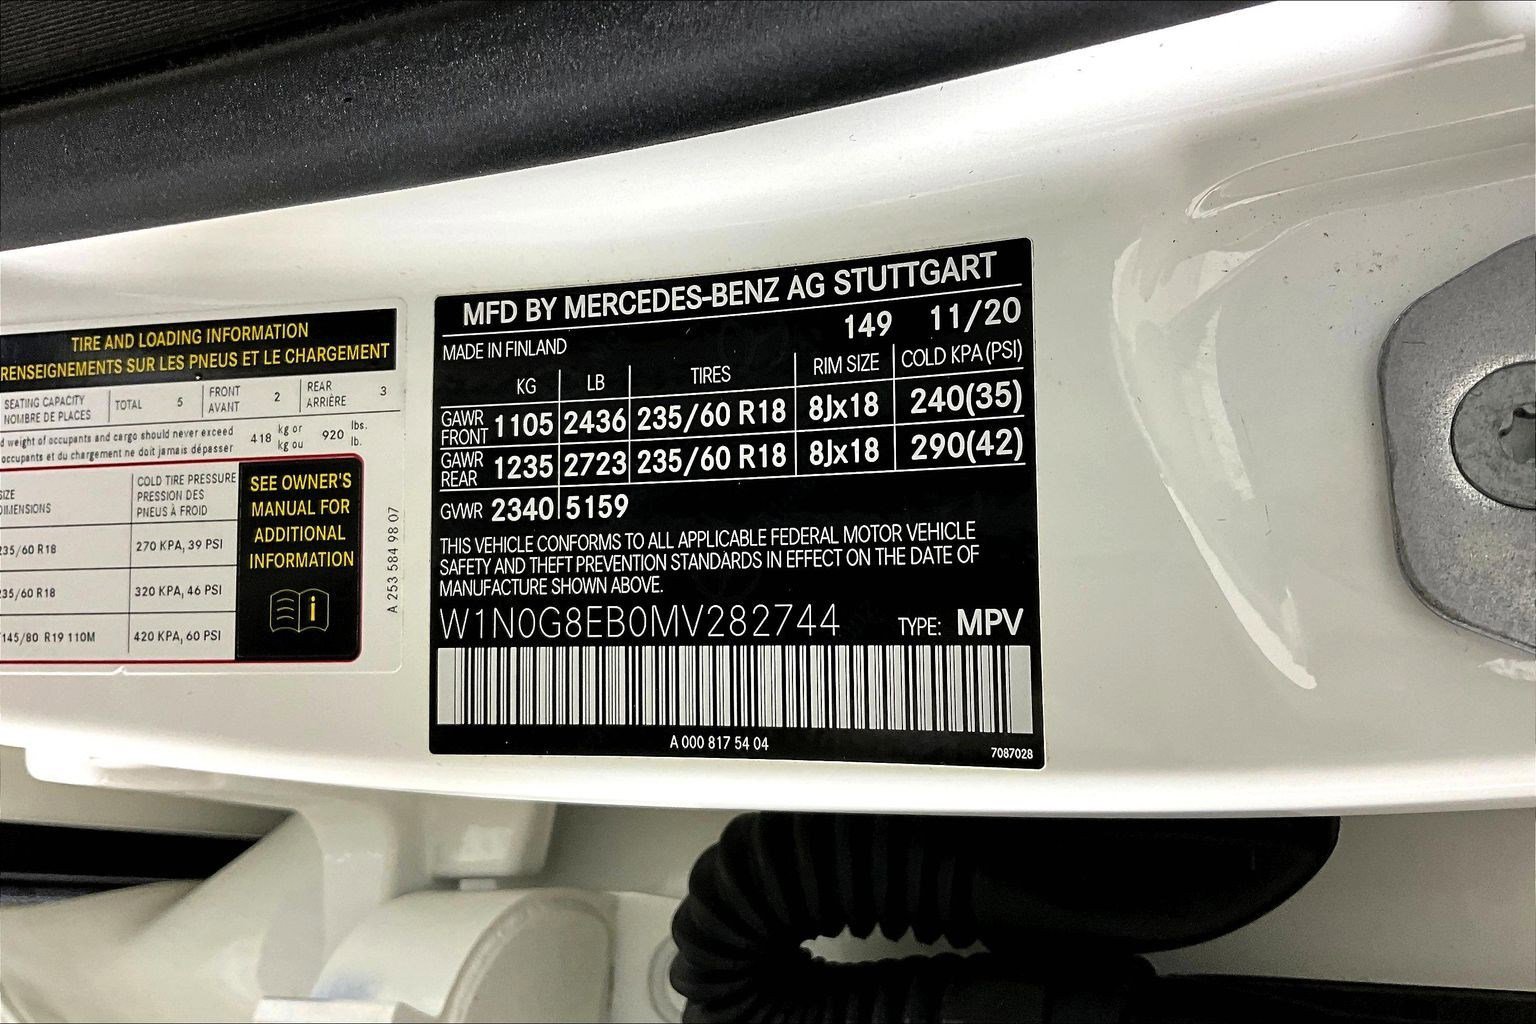 TIRE AND LOADING INFORMATION
RENSEIGNEMENTS SUR LES PNEUS ET LE CHARGEMENT
SEATING CAPACITY
NOMBRE DE PLACES
TOTAL 5
FRONT
AVANT
2
REAR
ARRIÈRE
3
d weight of occupants and cargo should never exceed
occupants et du chargement ne doit jamais dépasser
418 kg or
kg ou
920 lbs.
lb.
SIZE
DIMENSIONS
COLD TIRE PRESSURE
PRESSION DES
PNEUS À FROID
235/60 R18 270 KPA, 39 PSI
235/60 R18 320 KPA, 46 PSI
145/80 R19 110M 420 KPA, 60 PSI
SEE OWNER'S
MANUAL FOR
ADDITIONAL
INFORMATION
i
A 253 584 98 07
MFD BY MERCEDES-BENZ AG STUTTGART
149 11/20
MADE IN FINLAND
KG LB TIRES RIM SIZE COLD KPA (PSI)
GAWR
FRONT
1105 2436 235/60 R18 8Jx18 240(35)
GAWR
REAR
1235 2723 235/60 R18 8Jx18 290(42)
GVWR 2340 5159
THIS VEHICLE CONFORMS TO ALL APPLICABLE FEDERAL MOTOR VEHICLE
SAFETY AND THEFT PREVENTION STANDARDS IN EFFECT ON THE DATE OF
MANUFACTURE SHOWN ABOVE.
W1N0G8EB0MV282744 TYPE: MPV
A 000 817 54 04
7087028